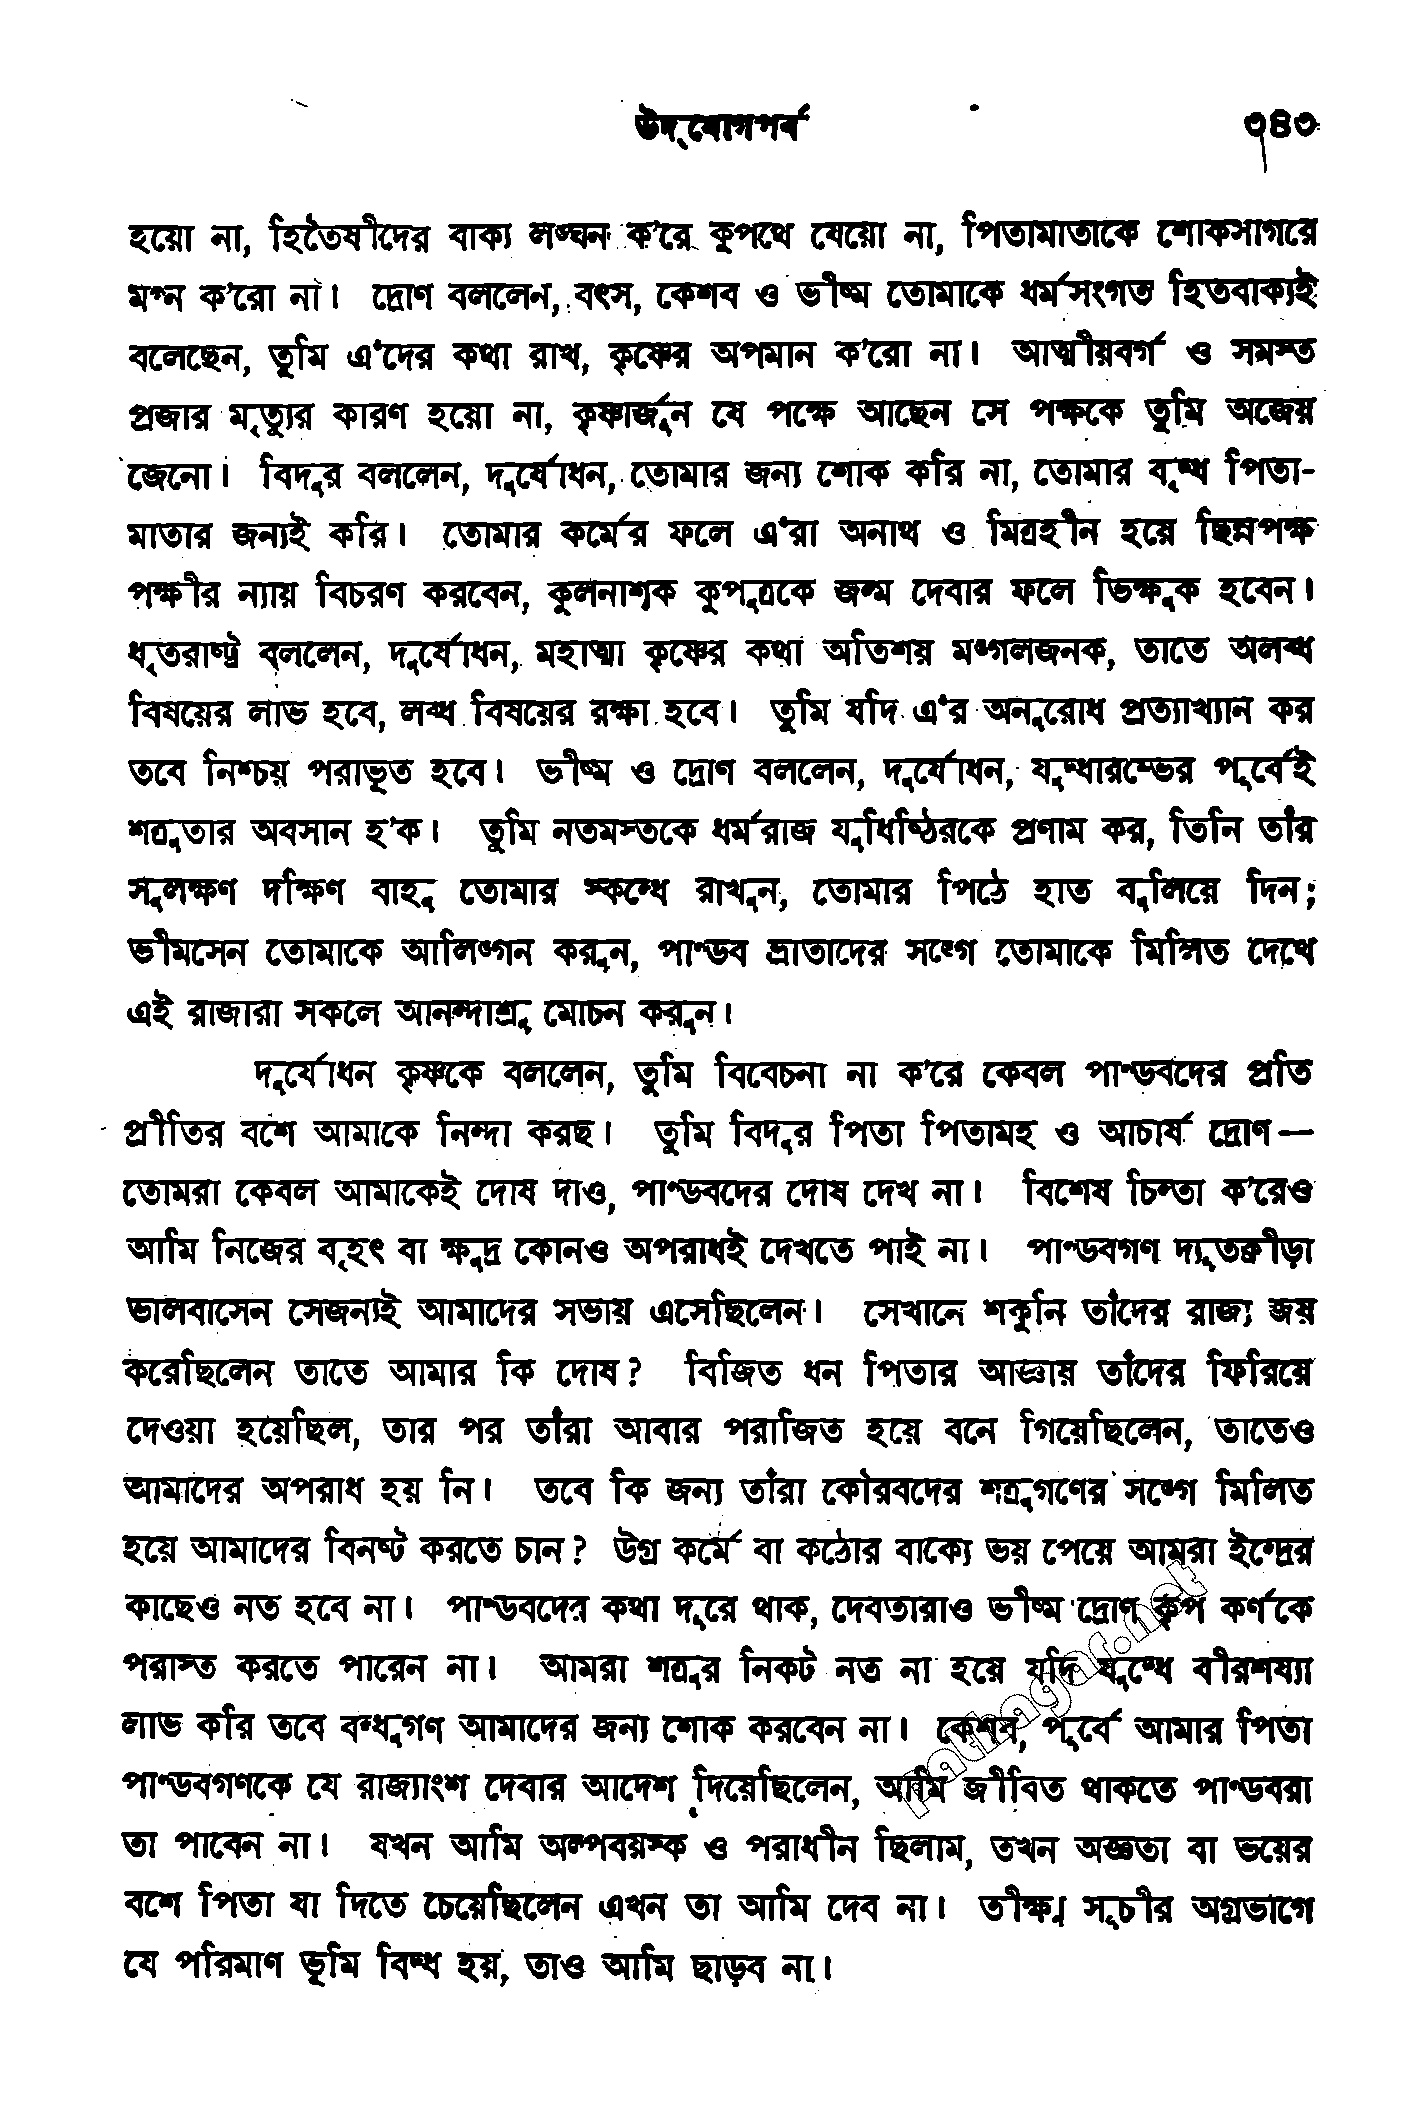 উদ্‌যোগপর্ব ৩৪৩
হয়ো না, হিতৈষীদের বাক্য লঙ্ঘন ক'রে কুপথে যেয়ো না, পিতামাতাকে শোকসাগরে
মগ্ন ক'রো না। দ্রোণ বললেন, বৎস, কেশব ও ভীষ্ম তোমাকে ধর্মসংগত হিতবাক্যই
বলেছেন, তুমি এঁদের কথা রাখ, কৃষ্ণের অপমান ক'রো না। আত্মীয়বর্গ ও সমস্ত
প্রজার মৃত্যুর কারণ হয়ো না, কৃষ্ণার্জুন যে পক্ষে আছেন সে পক্ষকে তুমি অজেয়
জেনো। বিদুর বললেন, দুর্যোধন, তোমার জন্য শোক করি না, তোমার বৃদ্ধ পিতা-
মাতার জন্যই করি। তোমার কর্মের ফলে এঁরা অনাথ ও মিত্রহীন হয়ে ছিন্নপক্ষ
পক্ষীর ন্যায় বিচরণ করবেন, কুলনাশক কুপুত্রকে জন্ম দেবার ফলে ভিক্ষুক হবেন।
ধৃতরাষ্ট্র বললেন, দুর্যোধন, মহাত্মা কৃষ্ণের কথা অতিশয় মঙ্গলজনক, তাতে অলব্ধ
বিষয়ের লাভ হবে, লব্ধ বিষয়ের রক্ষা হবে। তুমি যদি এঁর অনুরোধ প্রত্যাখ্যান কর
তবে নিশ্চয় পরাভূত হবে। ভীষ্ম ও দ্রোণ বললেন, দুর্যোধন, যুদ্ধারম্ভের পূর্বেই
শত্রুতার অবসান হ'ক। তুমি নতমস্তকে ধর্মরাজ যুধিষ্ঠিরকে প্রণাম কর, তিনি তাঁর
সুলক্ষণ দক্ষিণ বাহু তোমার স্কন্ধে রাখুন, তোমার পিঠে হাত বুলিয়ে দিন;
ভীমসেন তোমাকে আলিঙ্গন করুন, পাণ্ডব ভ্রাতাদের সঙ্গে তোমাকে মিলিত দেখে
এই রাজারা সকলে আনন্দাশ্রু মোচন করুন।
দুর্যোধন কৃষ্ণকে বললেন, তুমি বিবেচনা না ক'রে কেবল পাণ্ডবদের প্রতি
প্রীতির বশে আমাকে নিন্দা করছ। তুমি বিদুর পিতা পিতামহ ও আচার্য দ্রোণ—
তোমরা কেবল আমাকেই দোষ দাও, পাণ্ডবদের দোষ দেখ না। বিশেষ চিন্তা ক'রেও
আমি নিজের বৃহৎ বা ক্ষুদ্র কোনও অপরাধই দেখতে পাই না। পাণ্ডবগণ দ্যুতক্রীড়া
ভালবাসেন সেজন্যই আমাদের সভায় এসেছিলেন। সেখানে শকুনি তাঁদের রাজ্য জয়
করেছিলেন তাতে আমার কি দোষ? বিজিত ধন পিতার আজ্ঞায় তাঁদের ফিরিয়ে
দেওয়া হয়েছিল, তার পর তাঁরা আবার পরাজিত হয়ে বনে গিয়েছিলেন, তাতেও
আমাদের অপরাধ হয় নি। তবে কি জন্য তাঁরা কৌরবদের শত্রুগণের সঙ্গে মিলিত
হয়ে আমাদের বিনষ্ট করতে চান? উগ্র কর্মে বা কঠোর বাক্যে ভয় পেয়ে আমরা ইন্দ্রের
কাছেও নত হবে না। পাণ্ডবদের কথা দূরে থাক, দেবতারাও ভীষ্ম দ্রোণ কৃপ কর্ণকে
পরাস্ত করতে পারেন না। আমরা শত্রুর নিকট নত না হয়ে যদি যুদ্ধে বীরশয্যা
লাভ করি তবে বন্ধুগণ আমাদের জন্য শোক করবেন না। কেশব, পূর্বে আমার পিতা
পাণ্ডবগণকে যে রাজ্যাংশ দেবার আদেশ দিয়েছিলেন, আমি জীবিত থাকতে পাণ্ডবরা
তা পাবেন না। যখন আমি অল্পবয়স্ক ও পরাধীন ছিলাম, তখন অজ্ঞতা বা ভয়ের
বশে পিতা যা দিতে চেয়েছিলেন এখন তা আমি দেব না। তীক্ষ্ণ সূচীর অগ্রভাগে
যে পরিমাণ ভূমি বিদ্ধ হয়, তাও আমি ছাড়ব না।
pathagar.net